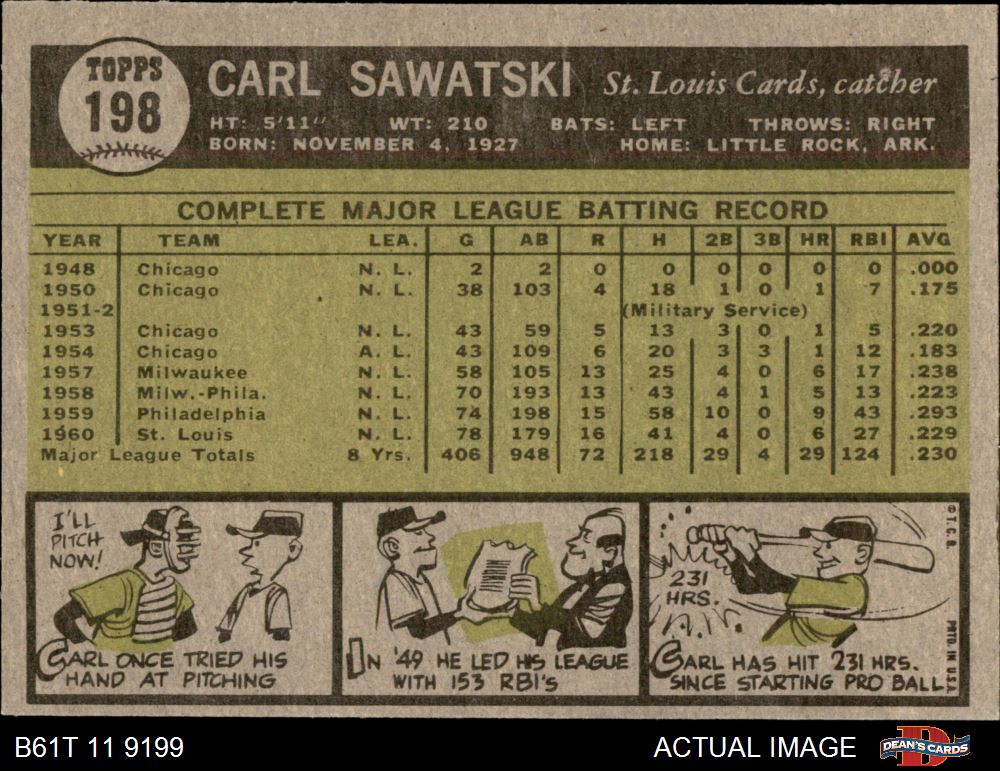 TOPPS
198
CARL SAWATSKI St. Louis Cards, catcher
HT: 5'11" WT: 210 BATS: LEFT THROWS: RIGHT
BORN: NOVEMBER 4, 1927 HOME: LITTLE ROCK, ARK.
COMPLETE MAJOR LEAGUE BATTING RECORD
YEAR TEAM LEA. G AB R H 2B 3B HR RBI AVG
1948 Chicago N. L. 2 2 0 0 0 0 0 0 .000
1950 Chicago N. L. 38 103 4 18 1 0 1 7 .175
1951-2 (Military Service)
1953 Chicago N. L. 43 59 5 13 3 0 1 5 .220
1954 Chicago A. L. 43 109 6 20 3 3 1 12 .183
1957 Milwaukee N. L. 58 105 13 25 4 0 6 17 .238
1958 Milw.-Phila. N. L. 70 193 13 43 4 1 5 13 .223
1959 Philadelphia N. L. 74 198 15 58 10 0 9 43 .293
1960 St. Louis N. L. 78 179 16 41 4 0 6 27 .229
Major League Totals 8 Yrs. 406 948 72 218 29 4 29 124 .230
I'LL
PITCH
NOW!
CARL ONCE TRIED HIS
HAND AT PITCHING
IN '49 HE LED HIS LEAGUE
WITH 153 RBI'S
231
HRS.
CARL HAS HIT 231 HRS.
SINCE STARTING PRO BALL!
© T. C. G.
PRTD. IN U.S.A.
B61T 11 9199
ACTUAL IMAGE
DEAN'S CARDS